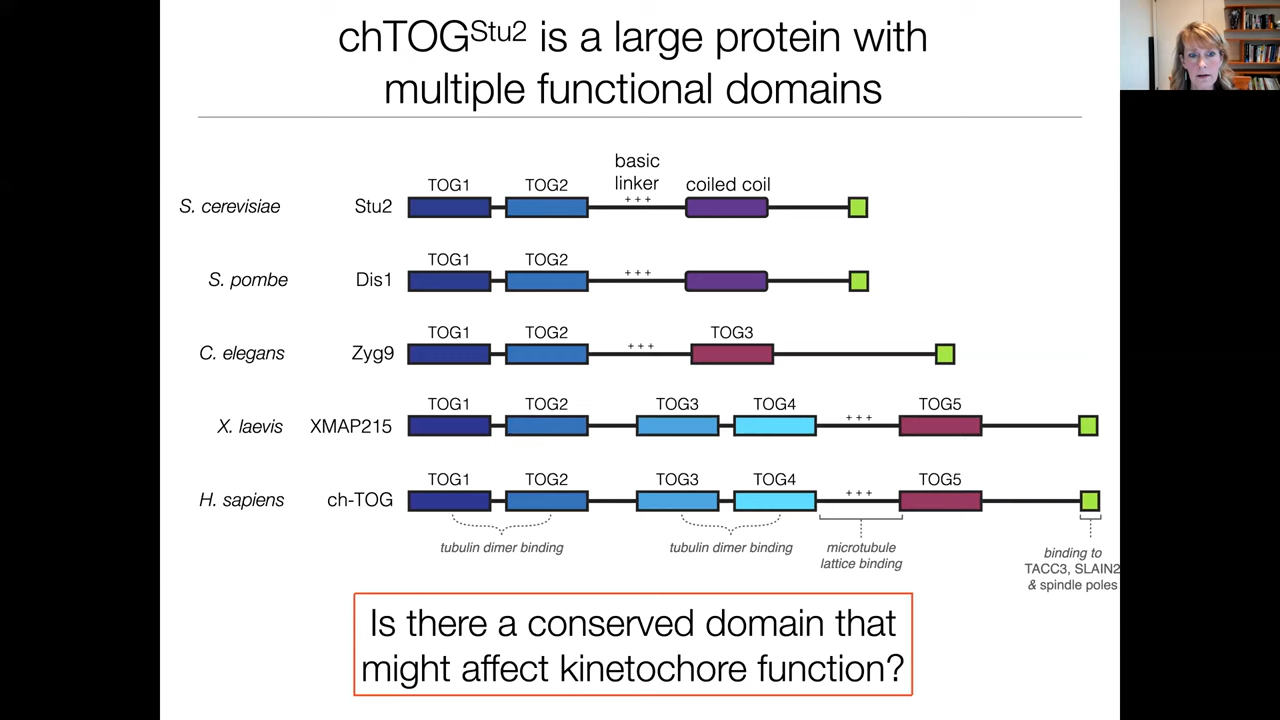 chTOGStu2 is a large protein with
multiple functional domains
basic
linker
TOG1 TOG2 coiled coil
+++
S. cerevisiae Stu2
TOG1 TOG2
+++
S. pombe Dis1
TOG1 TOG2 TOG3
+++
C. elegans Zyg9
TOG1 TOG2 TOG3 TOG4 TOG5
+++
X. laevis XMAP215
TOG1 TOG2 TOG3 TOG4 TOG5
+++
H. sapiens ch-TOG
tubulin dimer binding tubulin dimer binding microtubule
lattice binding
binding to
TACC3, SLAIN2
& spindle poles
Is there a conserved domain that
might affect kinetochore function?